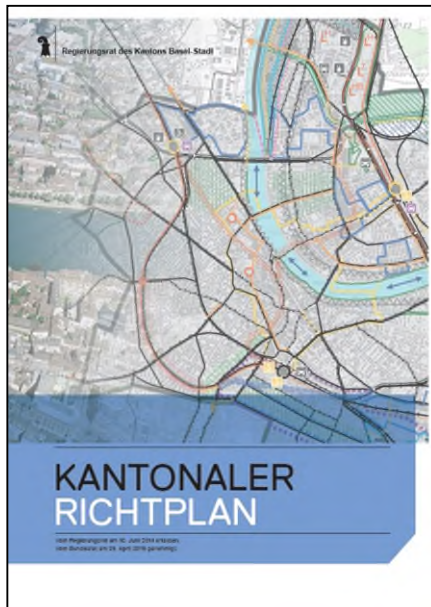 Regierungsrat des Kantons Basel-Stadt
KANTONALER
RICHTPLAN
Vom Regierungsrat am 10. Juni 2014 erlassen,
Vom Bundesrat am 29. April 2015 genehmigt